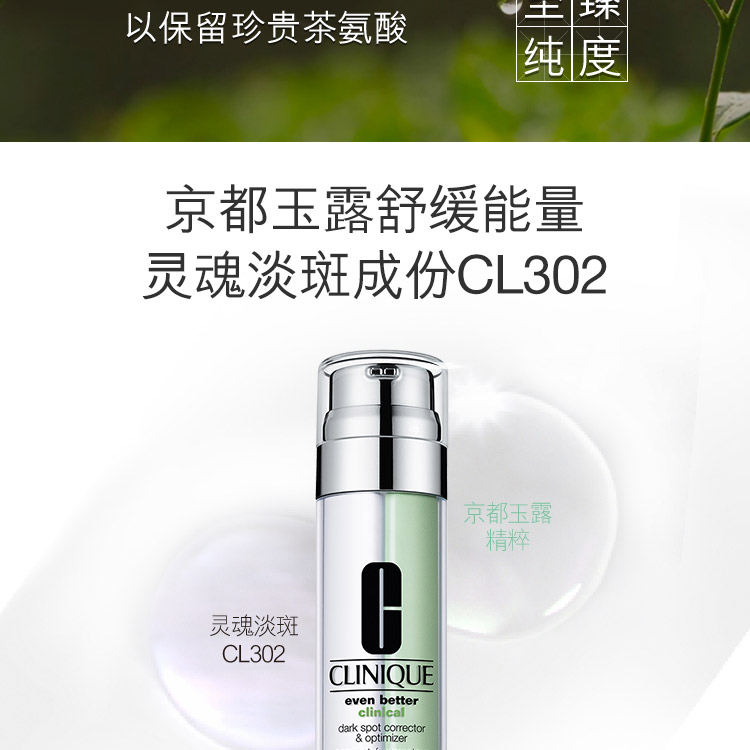 以保留珍贵茶氨酸
至臻
纯度
京都玉露舒缓能量
灵魂淡斑成份CL302
京都玉露
精粹
灵魂淡斑
CL302
CLINIQUE
even better
clinical
dark spot corrector
& optimizer